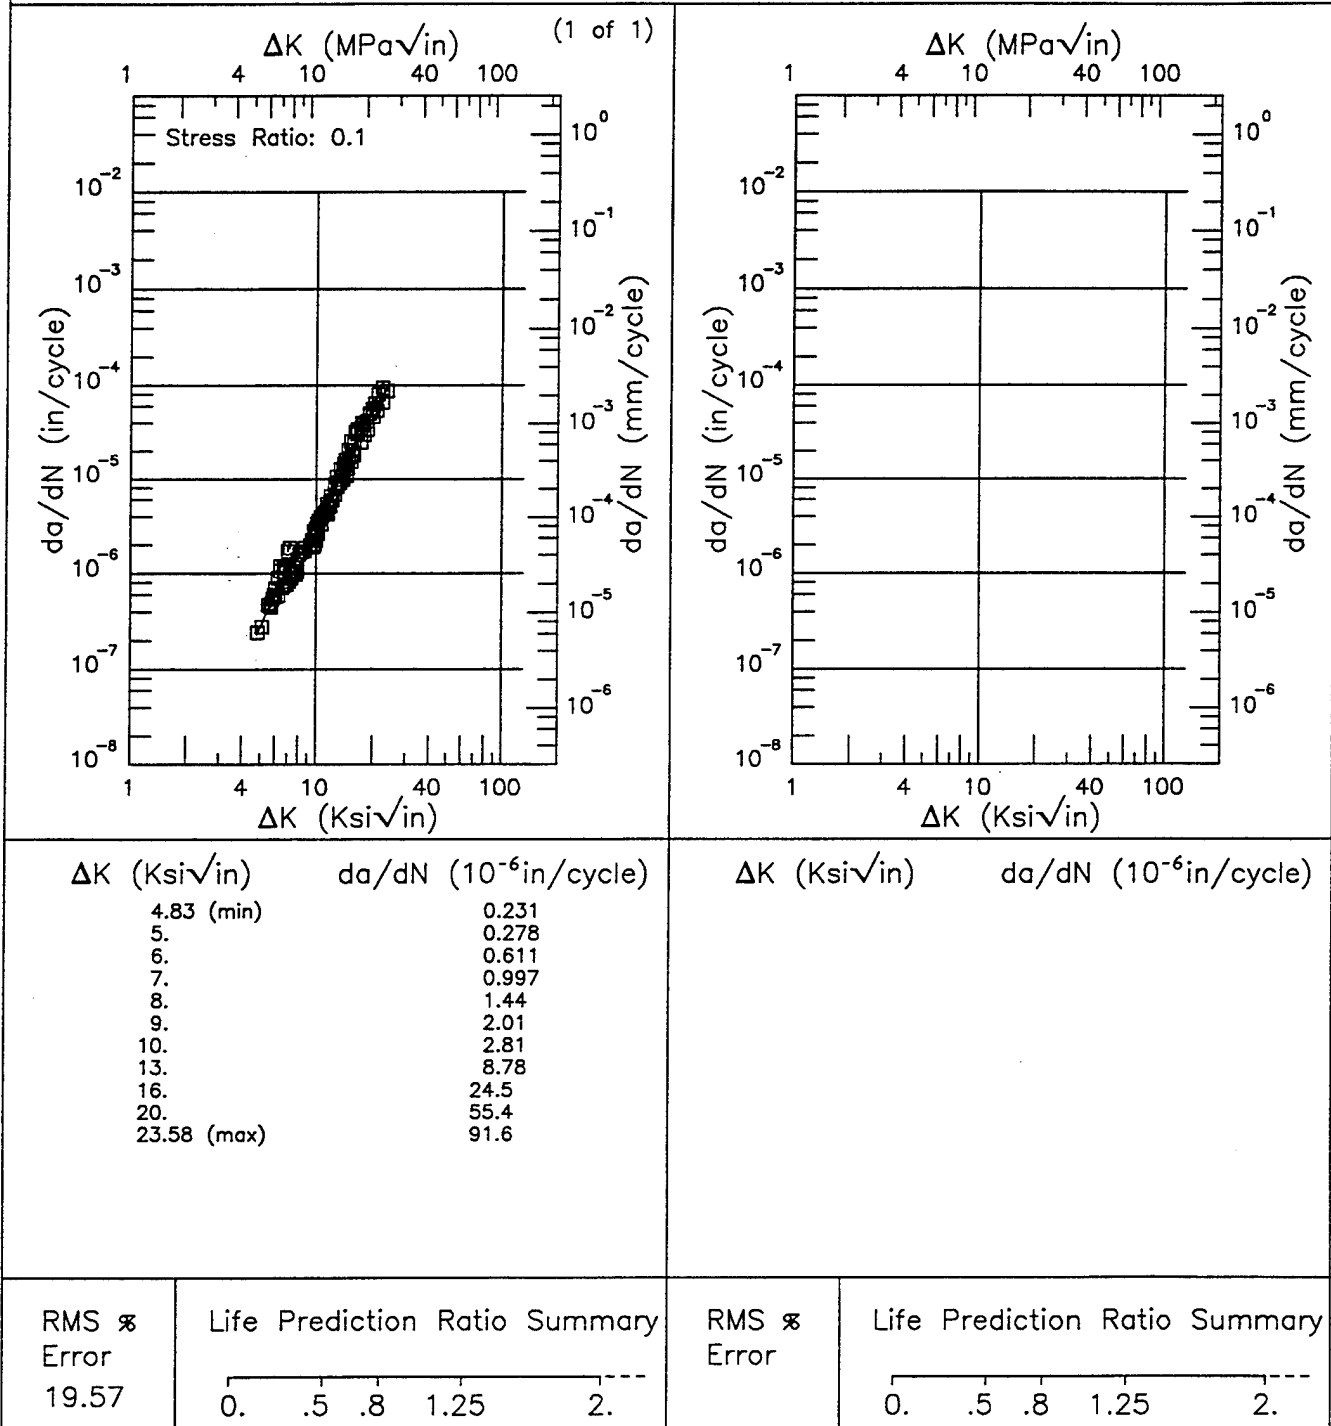 (1 of 1)
ΔK (MPa√in)
1 4 10 40 100
Stress Ratio: 0.1
da/dN (in/cycle)
10⁻²
10⁻³
10⁻⁴
10⁻⁵
10⁻⁶
10⁻⁷
10⁻⁸
10⁰
10⁻¹
10⁻²
10⁻³
10⁻⁴
10⁻⁵
10⁻⁶
da/dN (mm/cycle)
1 4 10 40 100
ΔK (Ksi√in)
ΔK (MPa√in)
1 4 10 40 100
da/dN (in/cycle)
10⁻²
10⁻³
10⁻⁴
10⁻⁵
10⁻⁶
10⁻⁷
10⁻⁸
10⁰
10⁻¹
10⁻²
10⁻³
10⁻⁴
10⁻⁵
10⁻⁶
da/dN (mm/cycle)
1 4 10 40 100
ΔK (Ksi√in)
ΔK (Ksi√in) da/dN (10⁻⁶in/cycle)
4.83 (min) 0.231
5. 0.278
6. 0.611
7. 0.997
8. 1.44
9. 2.01
10. 2.81
13. 8.78
16. 24.5
20. 55.4
23.58 (max) 91.6
ΔK (Ksi√in) da/dN (10⁻⁶in/cycle)
RMS %
Error
19.57
Life Prediction Ratio Summary
0. .5 .8 1.25 2.
RMS %
Error
Life Prediction Ratio Summary
0. .5 .8 1.25 2.